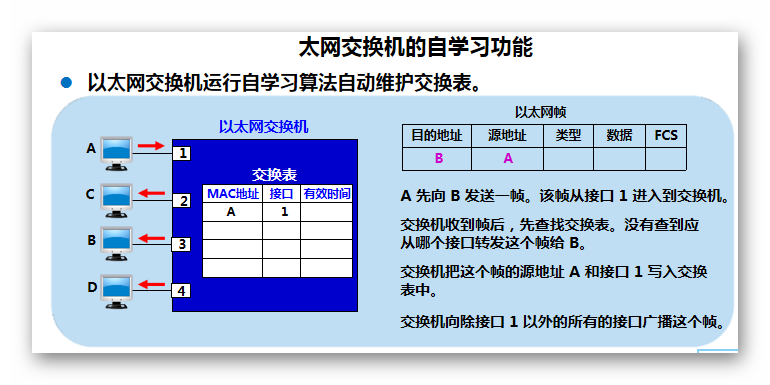 太网交换机的自学习功能
以太网交换机运行自学习算法自动维护交换表。
以太网交换机
以太网帧
目的地址 源地址 类型 数据 FCS
B A
A 1
C 2
B 3
D 4
交换表
MAC地址 接口 有效时间
A 1
A 先向 B 发送一帧。该帧从接口 1 进入到交换机。
交换机收到帧后，先查找交换表。没有查到应
从哪个接口转发这个帧给 B。
交换机把这个帧的源地址 A 和接口 1 写入交换
表中。
交换机向除接口 1 以外的所有的接口广播这个帧。